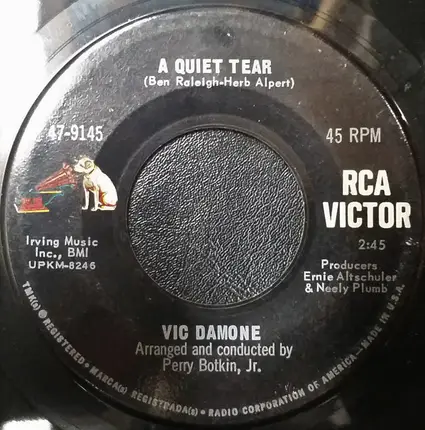 A QUIET TEAR
(Ben Raleigh-Herb Alpert)
47-9145
45 RPM
RCA
VICTOR
Irving Music
Inc., BMI
UPKM-8246
2:45
Producers
Ernie Altschuler
& Neely Plumb
VIC DAMONE
Arranged and conducted by
Perry Botkin, Jr.
TMK(s) ® REGISTERED • MARCA(s) REGISTRADA(s) • RADIO CORPORATION OF AMERICA—MADE IN U.S.A.